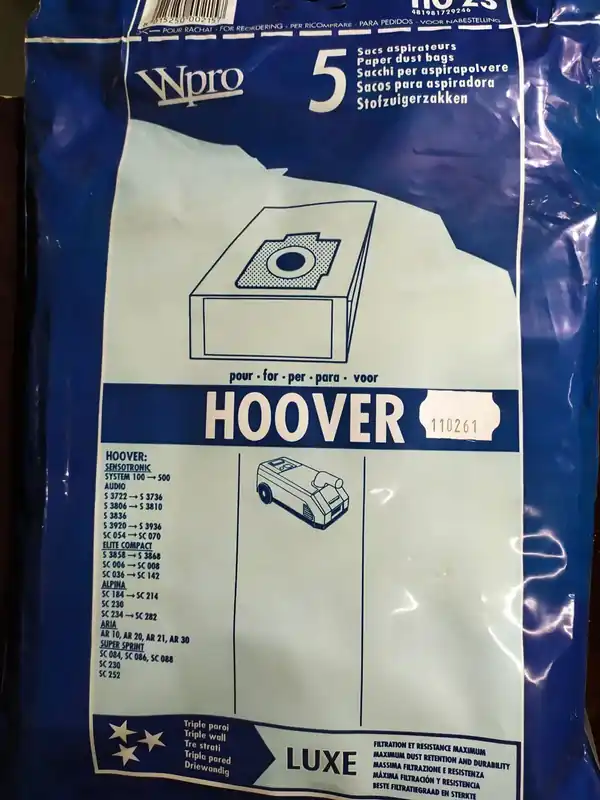 POUR RACHAT - FOR REORDERING - PER RICOMPRARE - PARA PEDIDOS - VOOR NABESTELLING
481981729246
Wpro
5
Sacs aspirateurs
Paper dust bags
Sacchi per aspirapolvere
Sacos para aspiradora
Stofzuigerzakken
pour - for - per - para - voor
HOOVER
110261
HOOVER:
SENSOTRONIC
SYSTEM 100 → 500
AUDIO
S 3722 → S 3736
S 3806 → S 3810
S 3836
S 3920 → S 3936
SC 054 → SC 070
ELITE COMPACT
S 3858 → S 3868
SC 006 → SC 008
SC 036 → SC 142
ALPINA
SC 184 → SC 214
SC 230
SC 234 → SC 282
ARIA
AR 10, AR 20, AR 21, AR 30
SUPER SPRINT
SC 084, SC 086, SC 088
SC 230
SC 252
Triple paroi
Triple wall
Tre strati
Tripla pared
Driewandig
LUXE
FILTRATION ET RESISTANCE MAXIMUM
MAXIMUM DUST RETENTION AND DURABILITY
MASSIMA FILTRAZIONE E RESISTENZA
MÁXIMA FILTRACIÓN Y RESISTENCIA
BESTE FILTRATIEGRAAD EN STERKTE